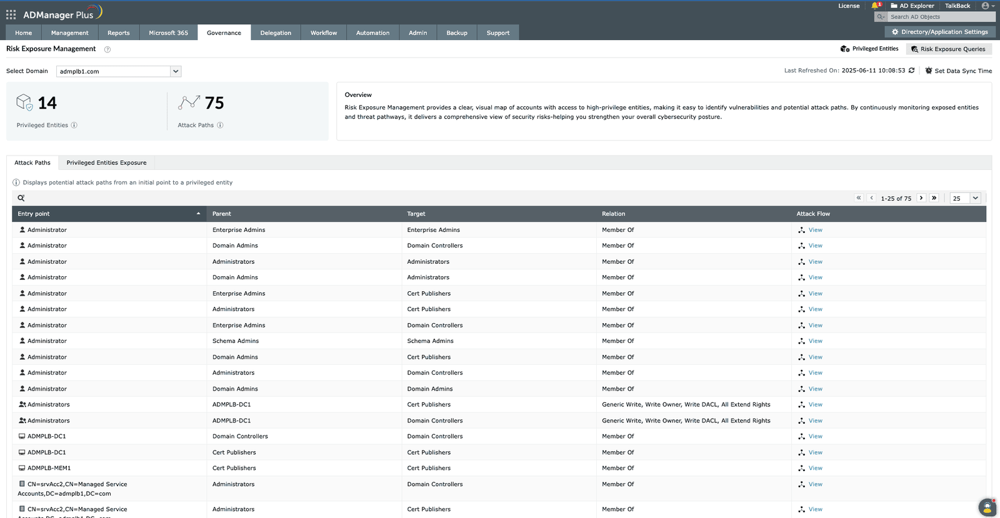 License 1 AD Explorer TalkBack
ADManager Plus
Search AD Objects
Home Management Reports Microsoft 365 Governance Delegation Workflow Automation Admin Backup Support Directory/Application Settings
Risk Exposure Management ? Privileged Entities Risk Exposure Queries
Select Domain admplb1.com Last Refreshed On: 2025-06-11 10:08:53 Set Data Sync Time
14 Privileged Entities
75 Attack Paths
Overview
Risk Exposure Management provides a clear, visual map of accounts with access to high-privilege entities, making it easy to identify vulnerabilities and potential attack paths. By continuously monitoring exposed entities
and threat pathways, it delivers a comprehensive view of security risks-helping you strengthen your overall cybersecurity posture.
Attack Paths Privileged Entities Exposure
Displays potential attack paths from an initial point to a privileged entity
1-25 of 75 25
Entry point Parent Target Relation Attack Flow
Administrator Enterprise Admins Enterprise Admins Member Of View
Administrator Domain Admins Domain Controllers Member Of View
Administrator Administrators Administrators Member Of View
Administrator Domain Admins Administrators Member Of View
Administrator Enterprise Admins Cert Publishers Member Of View
Administrator Administrators Cert Publishers Member Of View
Administrator Enterprise Admins Domain Controllers Member Of View
Administrator Schema Admins Schema Admins Member Of View
Administrator Domain Admins Cert Publishers Member Of View
Administrator Administrators Domain Controllers Member Of View
Administrator Domain Admins Domain Admins Member Of View
Administrators ADMPLB-DC1 Cert Publishers Generic Write, Write Owner, Write DACL, All Extend Rights View
Administrators ADMPLB-DC1 Domain Controllers Generic Write, Write Owner, Write DACL, All Extend Rights View
ADMPLB-DC1 Domain Controllers Domain Controllers Member Of View
ADMPLB-DC1 Cert Publishers Cert Publishers Member Of View
ADMPLB-MEM1 Cert Publishers Cert Publishers Member Of View
CN=srvAcc2,CN=Managed Service Administrators Domain Controllers Member Of View
Accounts,DC=admplb1,DC=com
CN=srvAcc2,CN=Managed Service Administrators Cert Publishers Member Of View